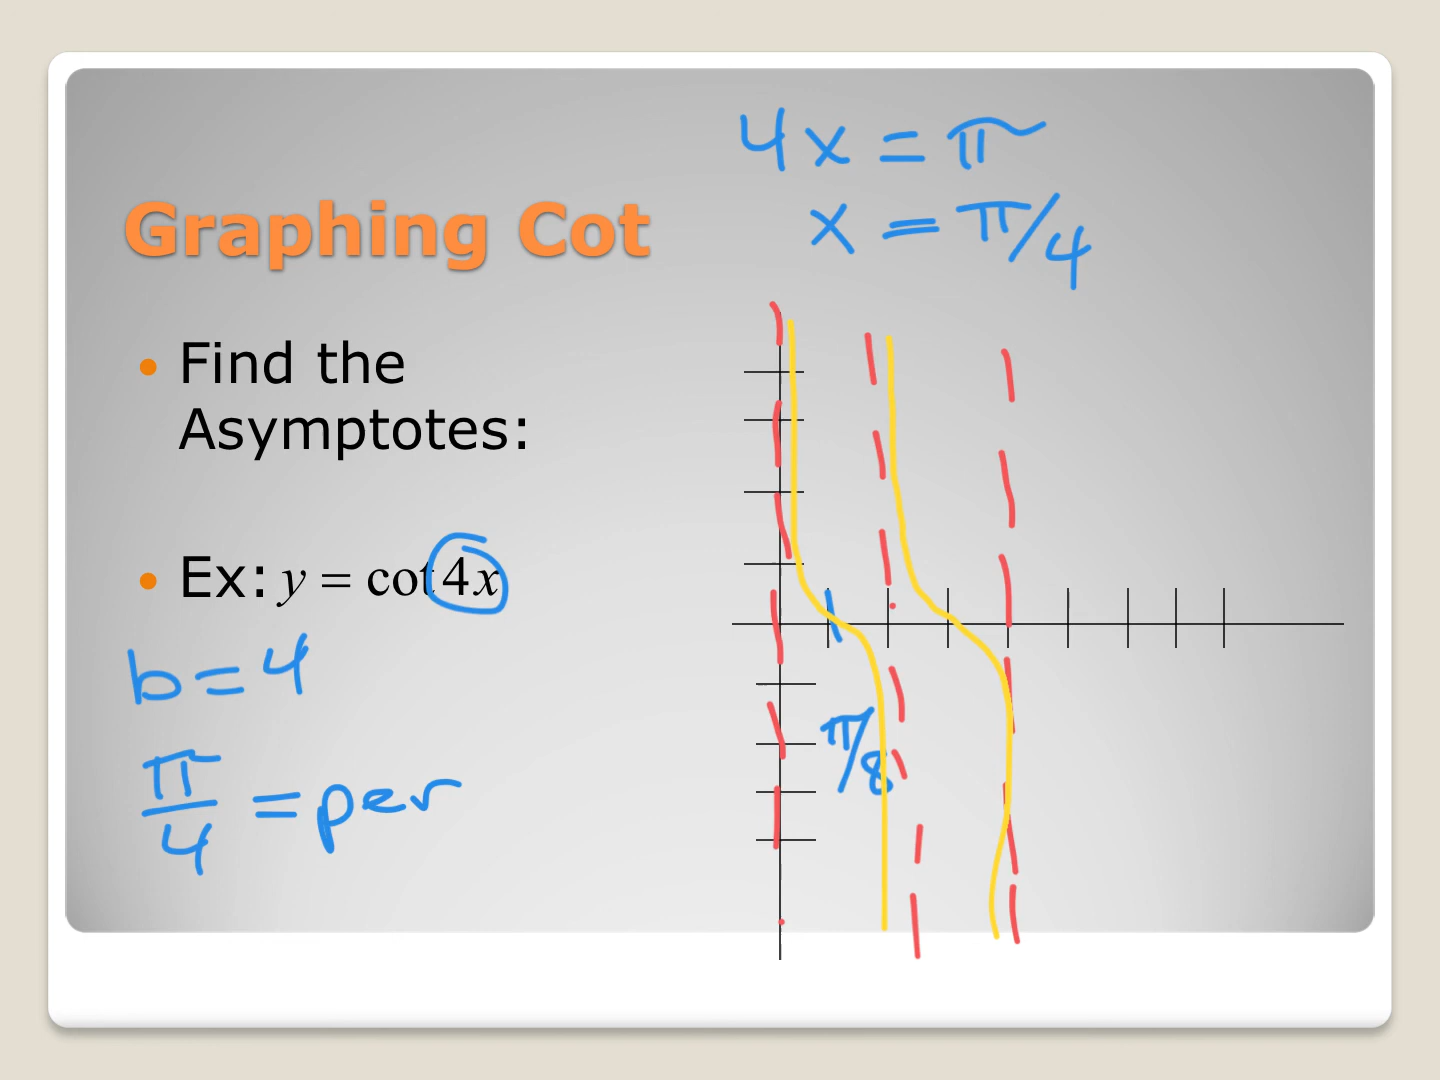 4x = π
x = π/4
Graphing Cot
• Find the
Asymptotes:
• Ex: y = cot 4x
b = 4
π/4 = per
π/8